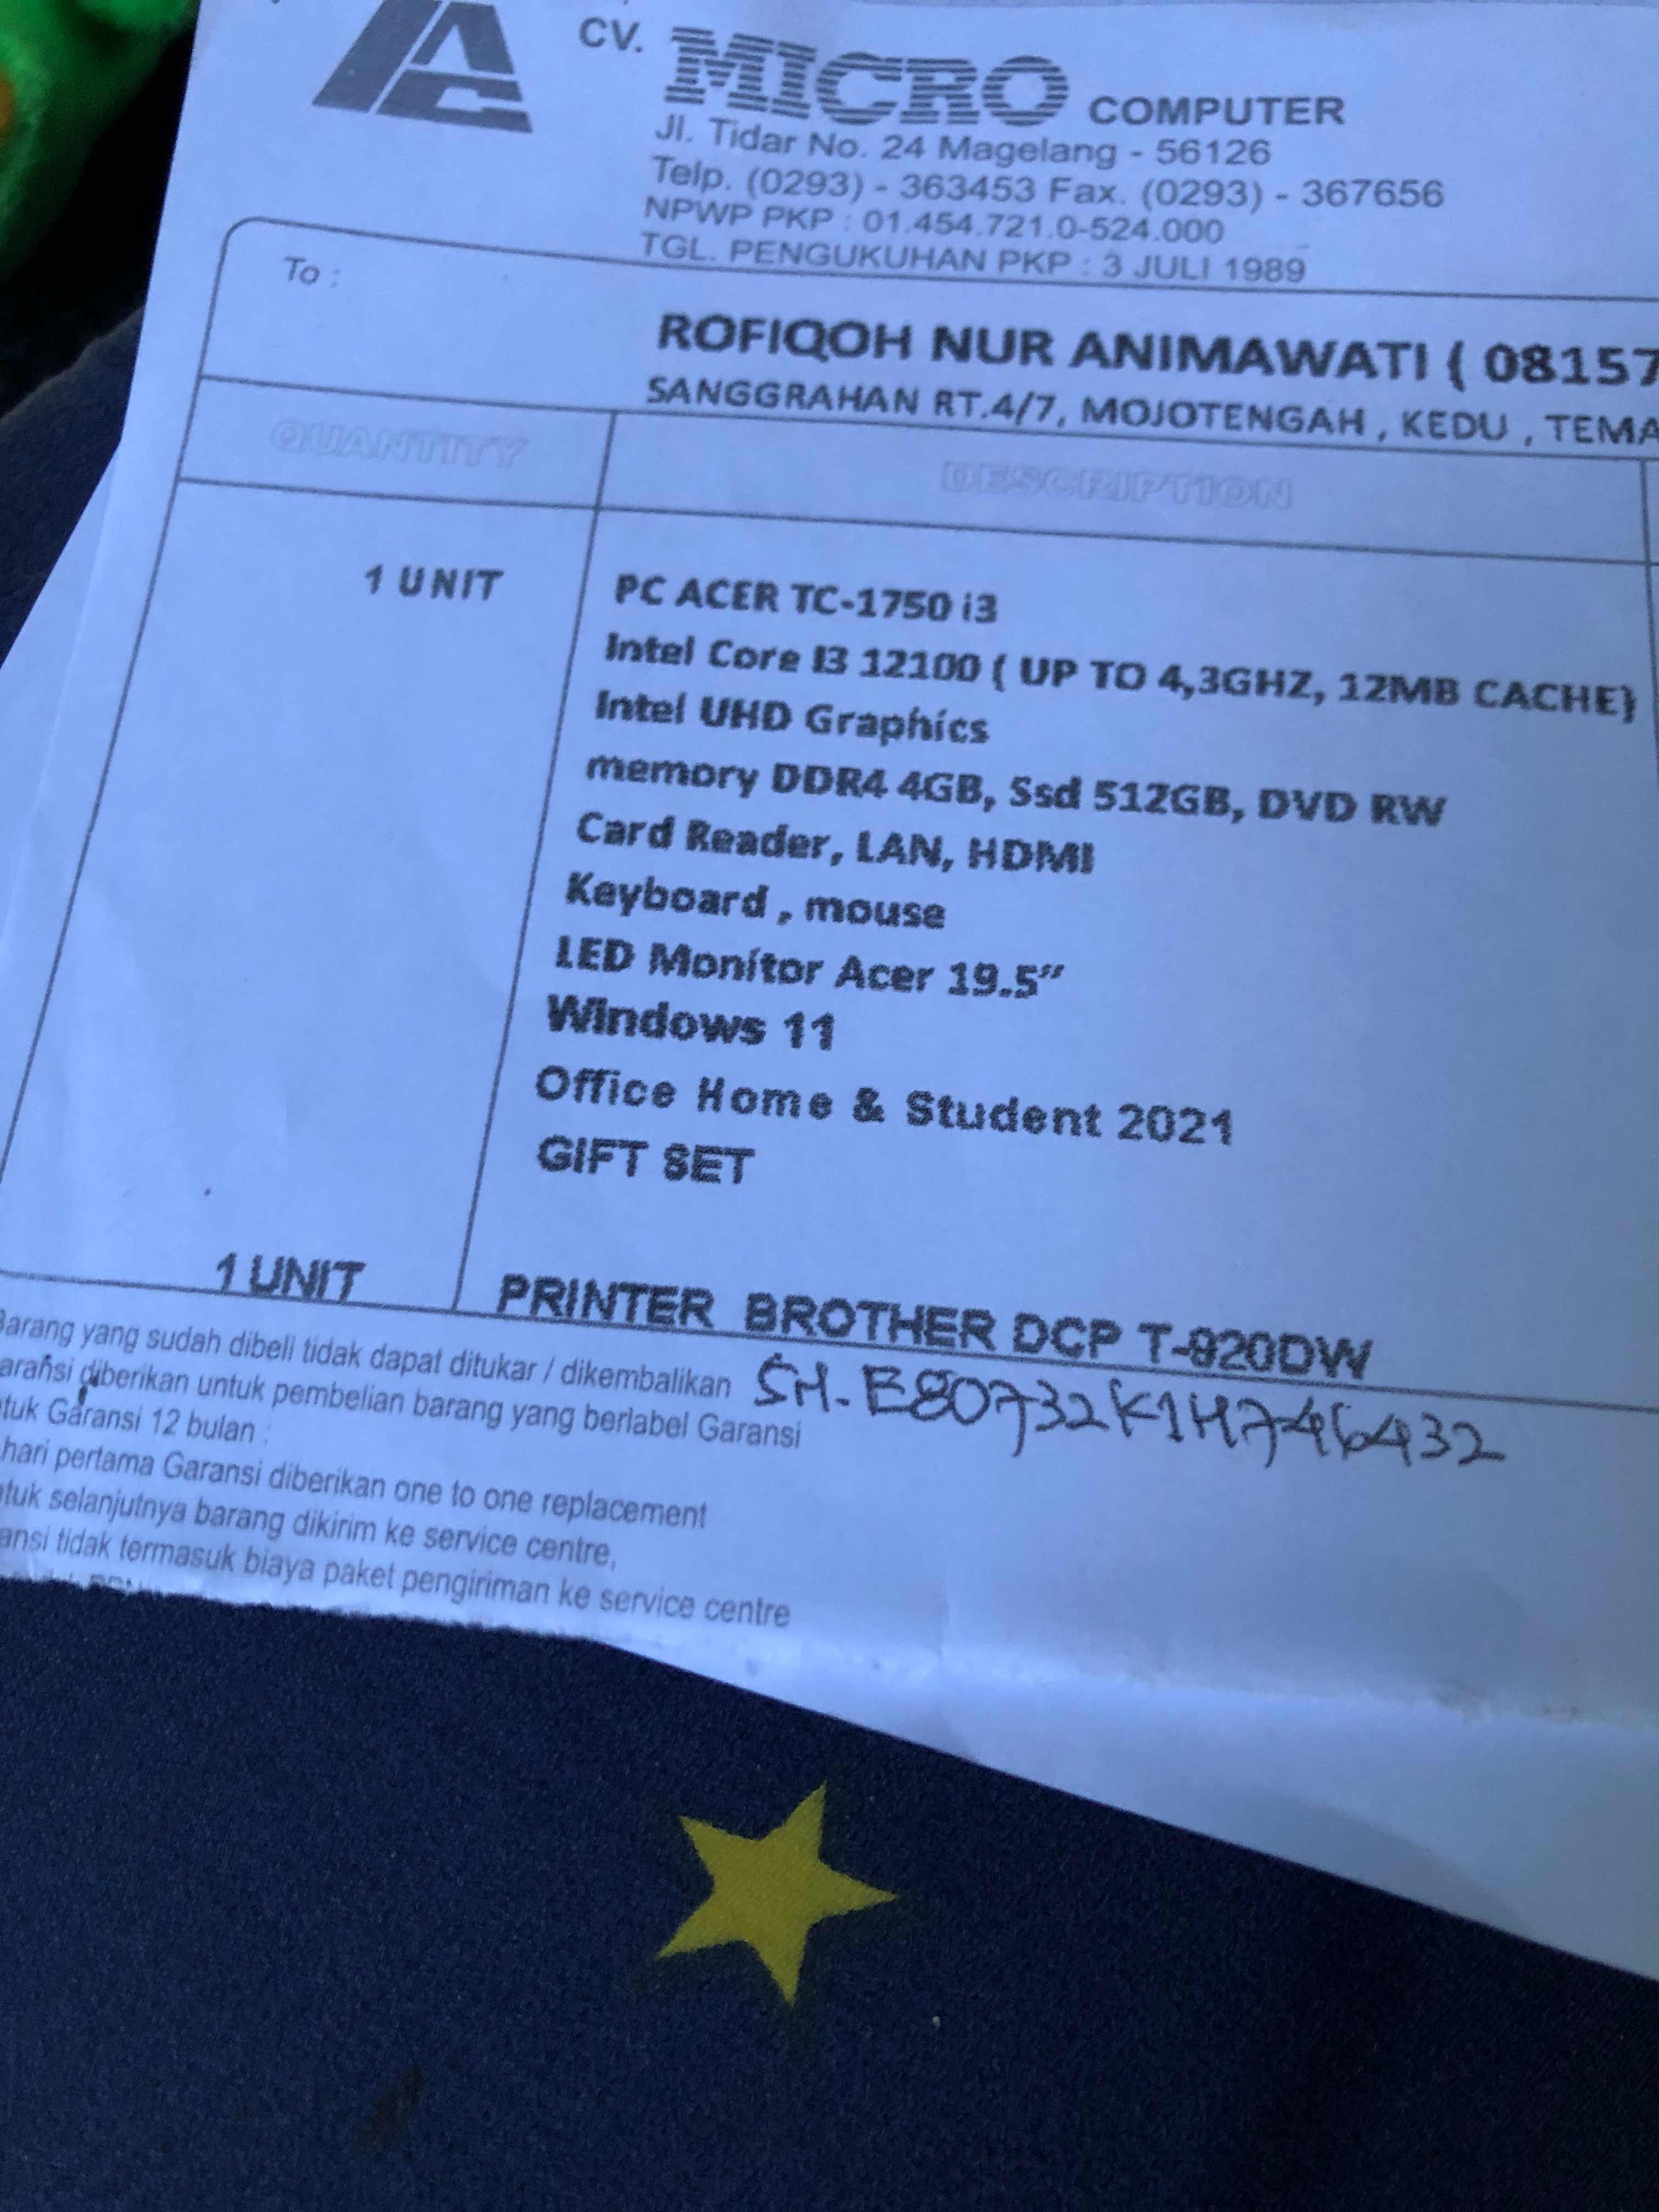 CV. MICRO COMPUTER
Jl. Tidar No. 24 Magelang - 56126
Telp. (0293) - 363453 Fax. (0293) - 367656
NPWP PKP : 01.454.721.0-524.000
TGL. PENGUKUHAN PKP : 3 JULI 1989
To :
ROFIQOH NUR ANIMAWATI ( 08157
SANGGRAHAN RT.4/7, MOJOTENGAH , KEDU , TEMA
QUANTITY DESCRIPTION
1 UNIT PC ACER TC-1750 i3
Intel Core I3 12100 ( UP TO 4,3GHZ, 12MB CACHE)
Intel UHD Graphics
memory DDR4 4GB, Ssd 512GB, DVD RW
Card Reader, LAN, HDMI
Keyboard , mouse
LED Monitor Acer 19.5"
Windows 11
Office Home & Student 2021
GIFT SET
1 UNIT PRINTER BROTHER DCP T-920DW
Barang yang sudah dibeli tidak dapat ditukar / dikembalikan
aransi diberikan untuk pembelian barang yang berlabel Garansi
tuk Garansi 12 bulan :
hari pertama Garansi diberikan one to one replacement
tuk selanjutnya barang dikirim ke service centre,
ansi tidak termasuk biaya paket pengiriman ke service centre